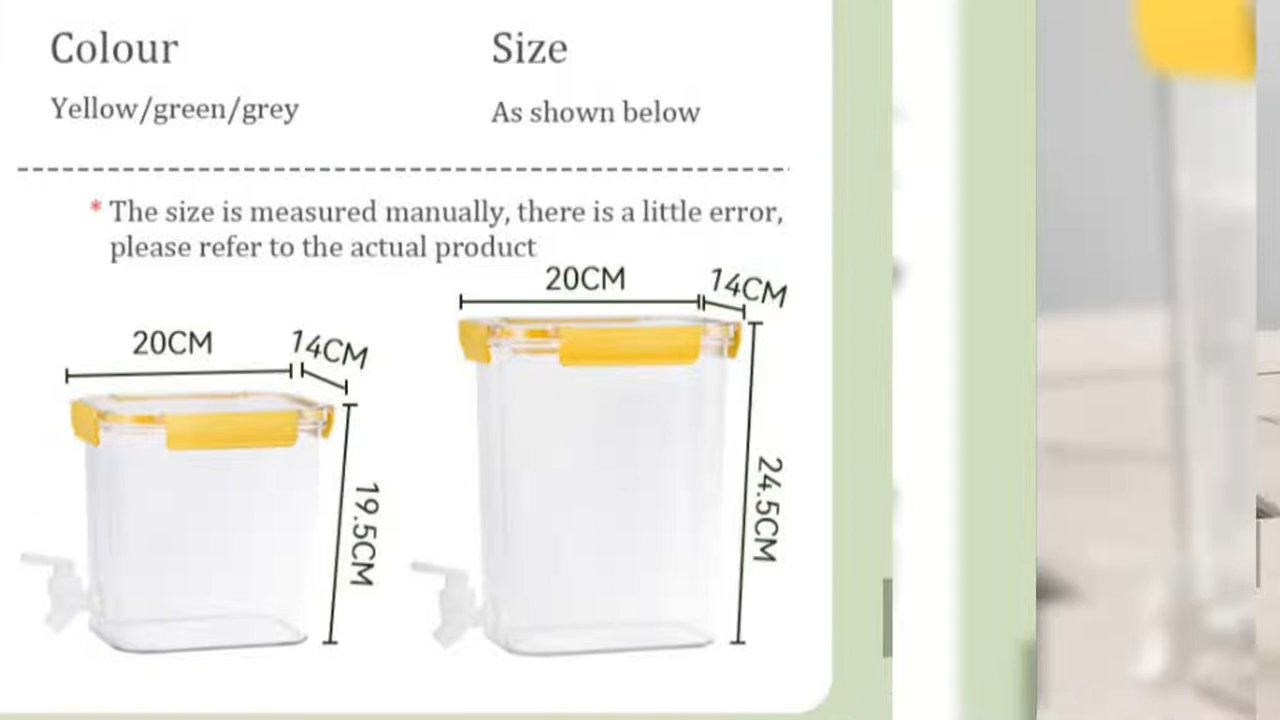 Colour
Size
Yellow/green/grey
As shown below
* The size is measured manually, there is a little error,
please refer to the actual product
20CM
14CM
19.5CM
20CM
14CM
24.5CM